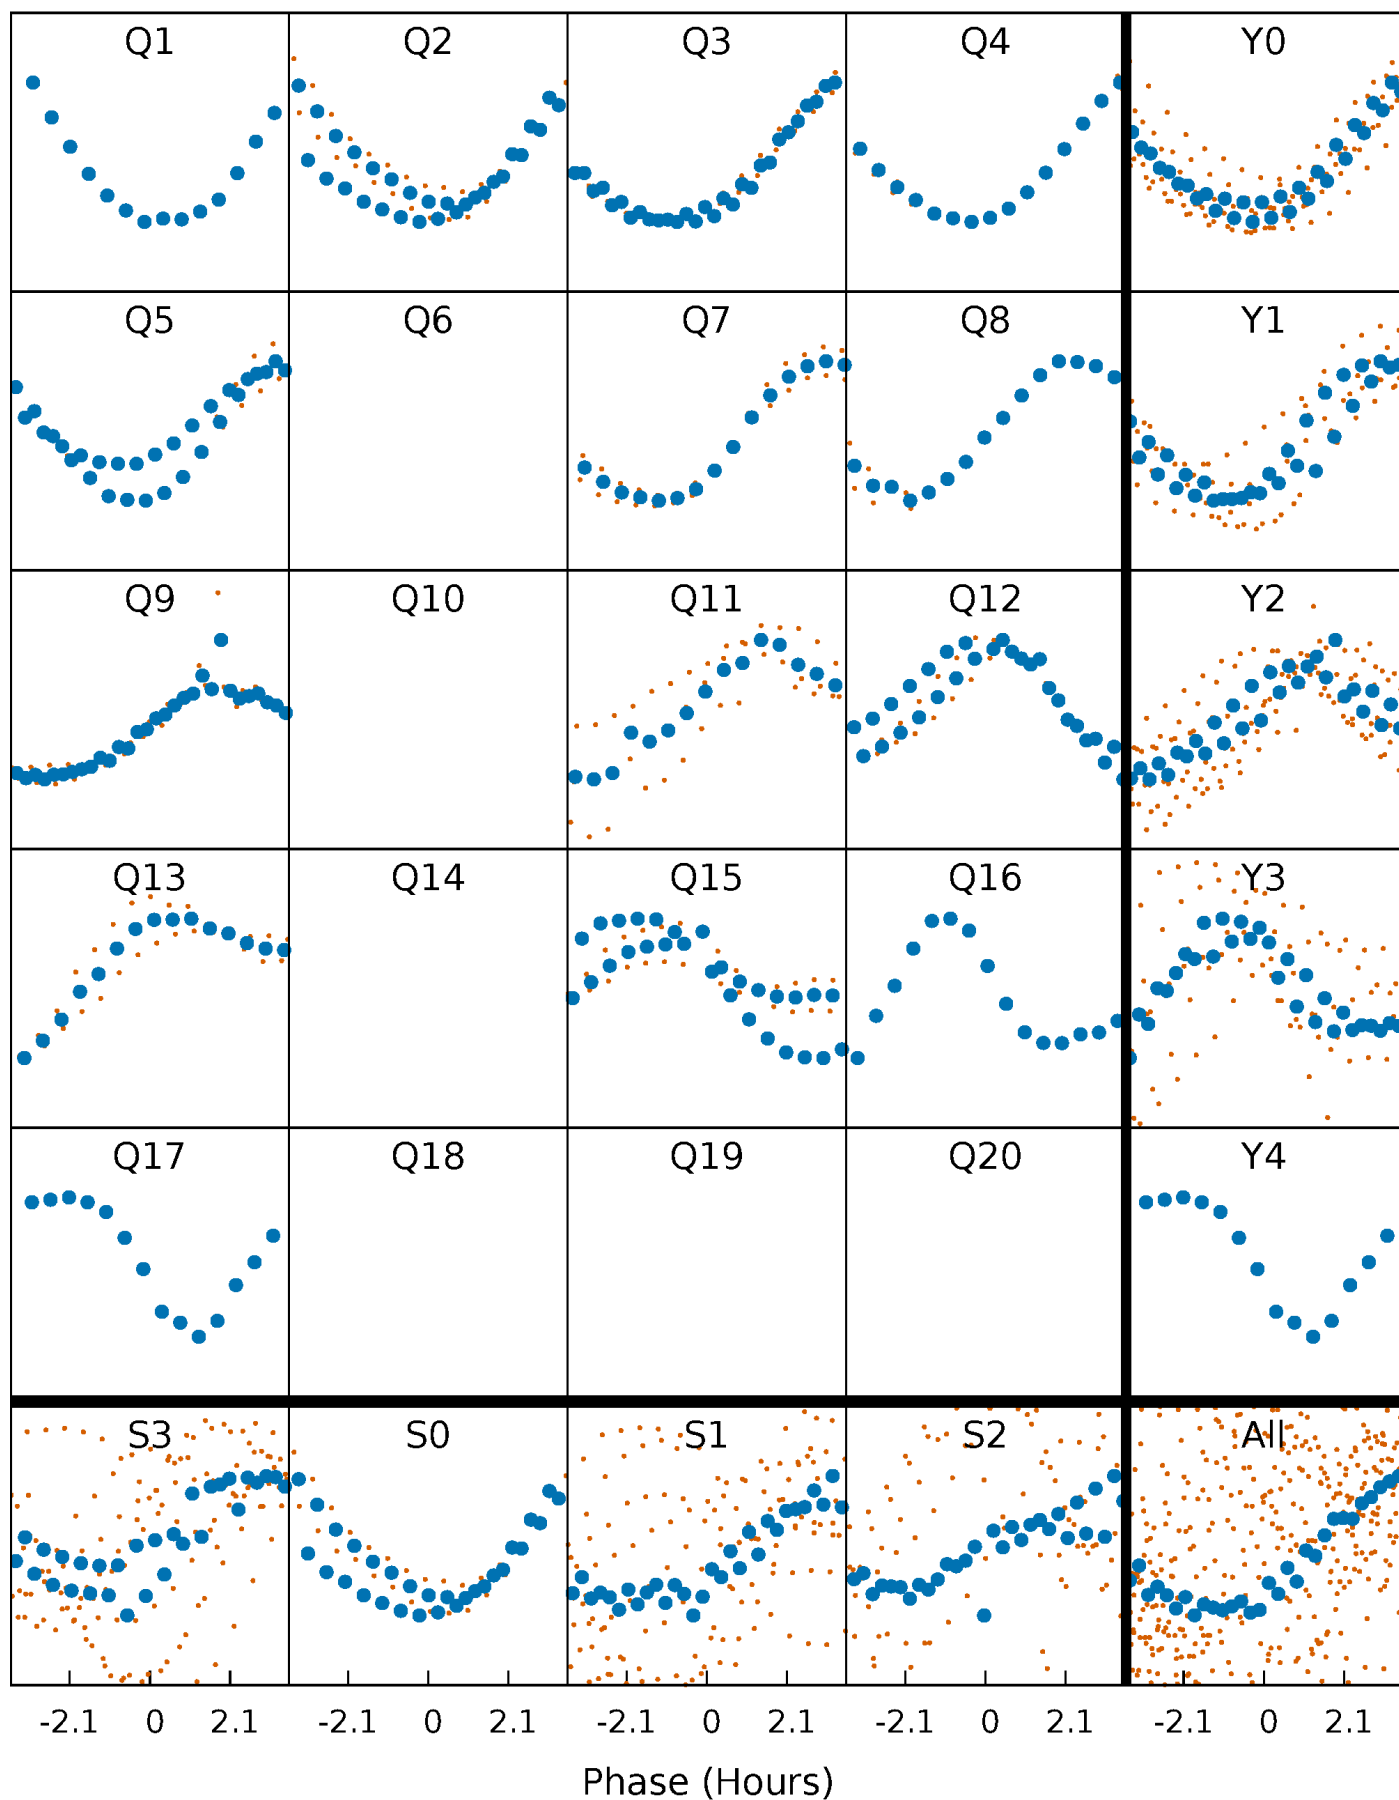 Q1 Q2 Q3 Q4 Y0
Q5 Q6 Q7 Q8 Y1
Q9 Q10 Q11 Q12 Y2
Q13 Q14 Q15 Q16 Y3
Q17 Q18 Q19 Q20 Y4
S3 S0 S1 S2 All
-2.1 0 2.1 -2.1 0 2.1 -2.1 0 2.1 -2.1 0 2.1 -2.1 0 2.1
Phase (Hours)